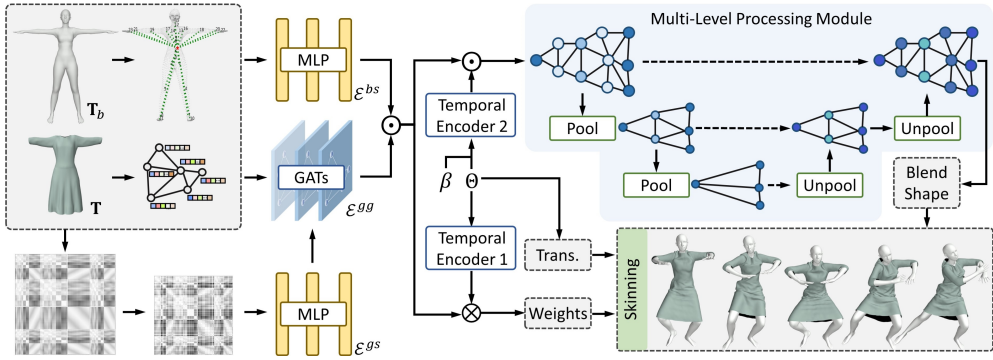 Multi-Level Processing Module
T_b
MLP
ℰ^{bs}
Temporal
Encoder 2
Pool
Unpool
GATs
ℰ^{gg}
T
β Θ
Pool
Unpool
Blend
Shape
Temporal
Encoder 1
Trans.
Skinning
MLP
ℰ^{gs}
Weights